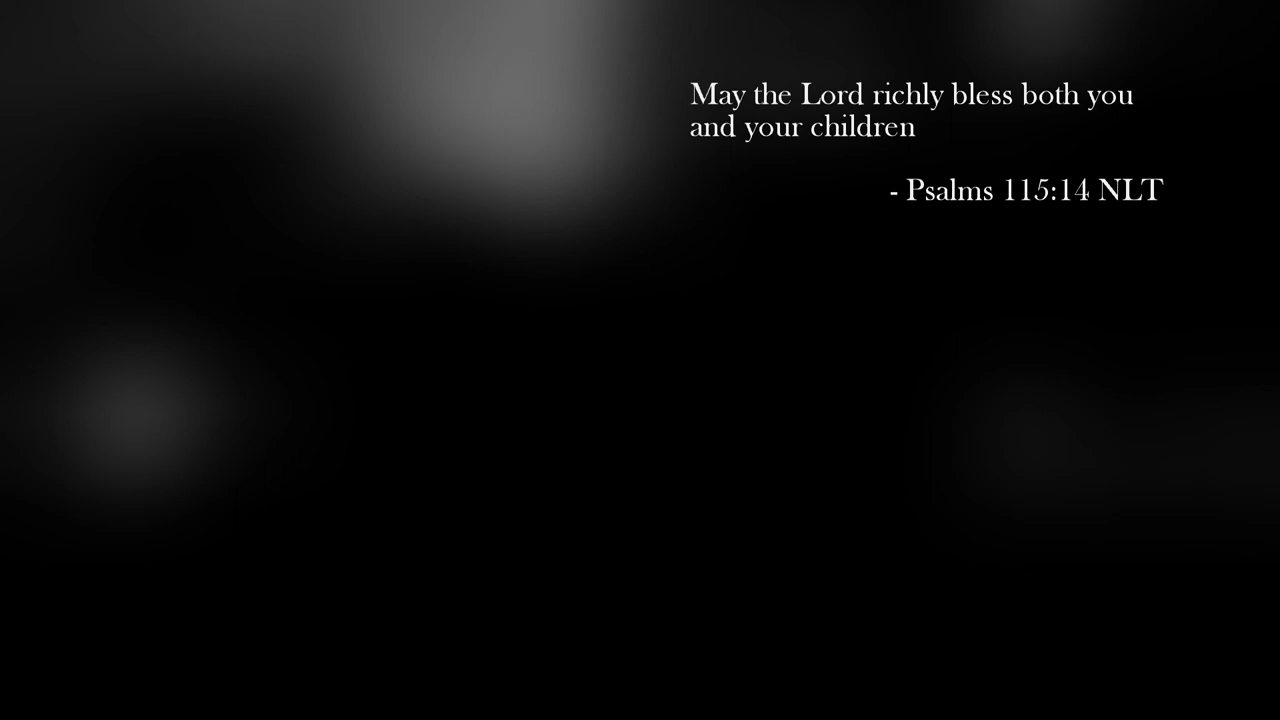 May the Lord richly bless both you
and your children
- Psalms 115:14 NLT